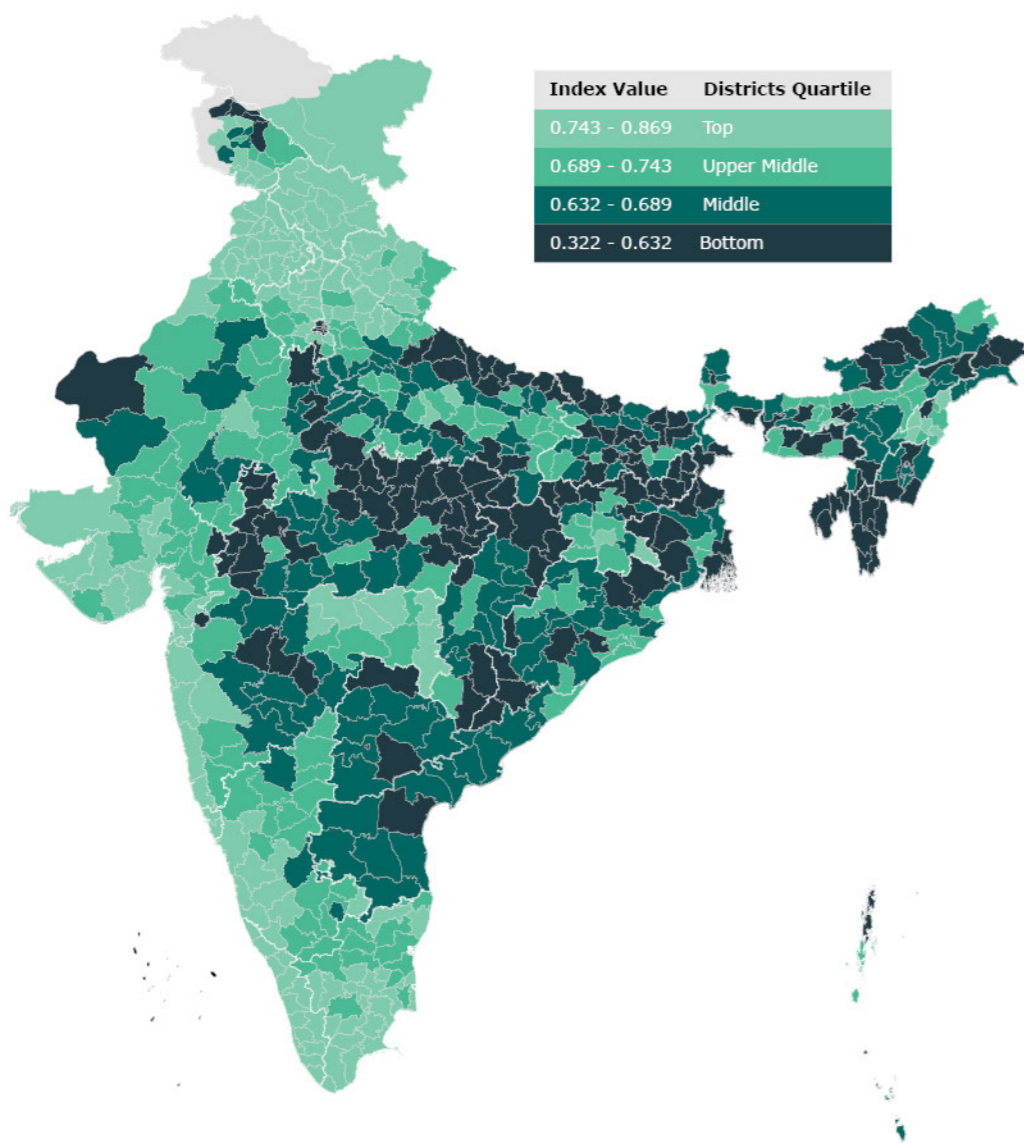 Index Value Districts Quartile
0.743 - 0.869 Top
0.689 - 0.743 Upper Middle
0.632 - 0.689 Middle
0.322 - 0.632 Bottom